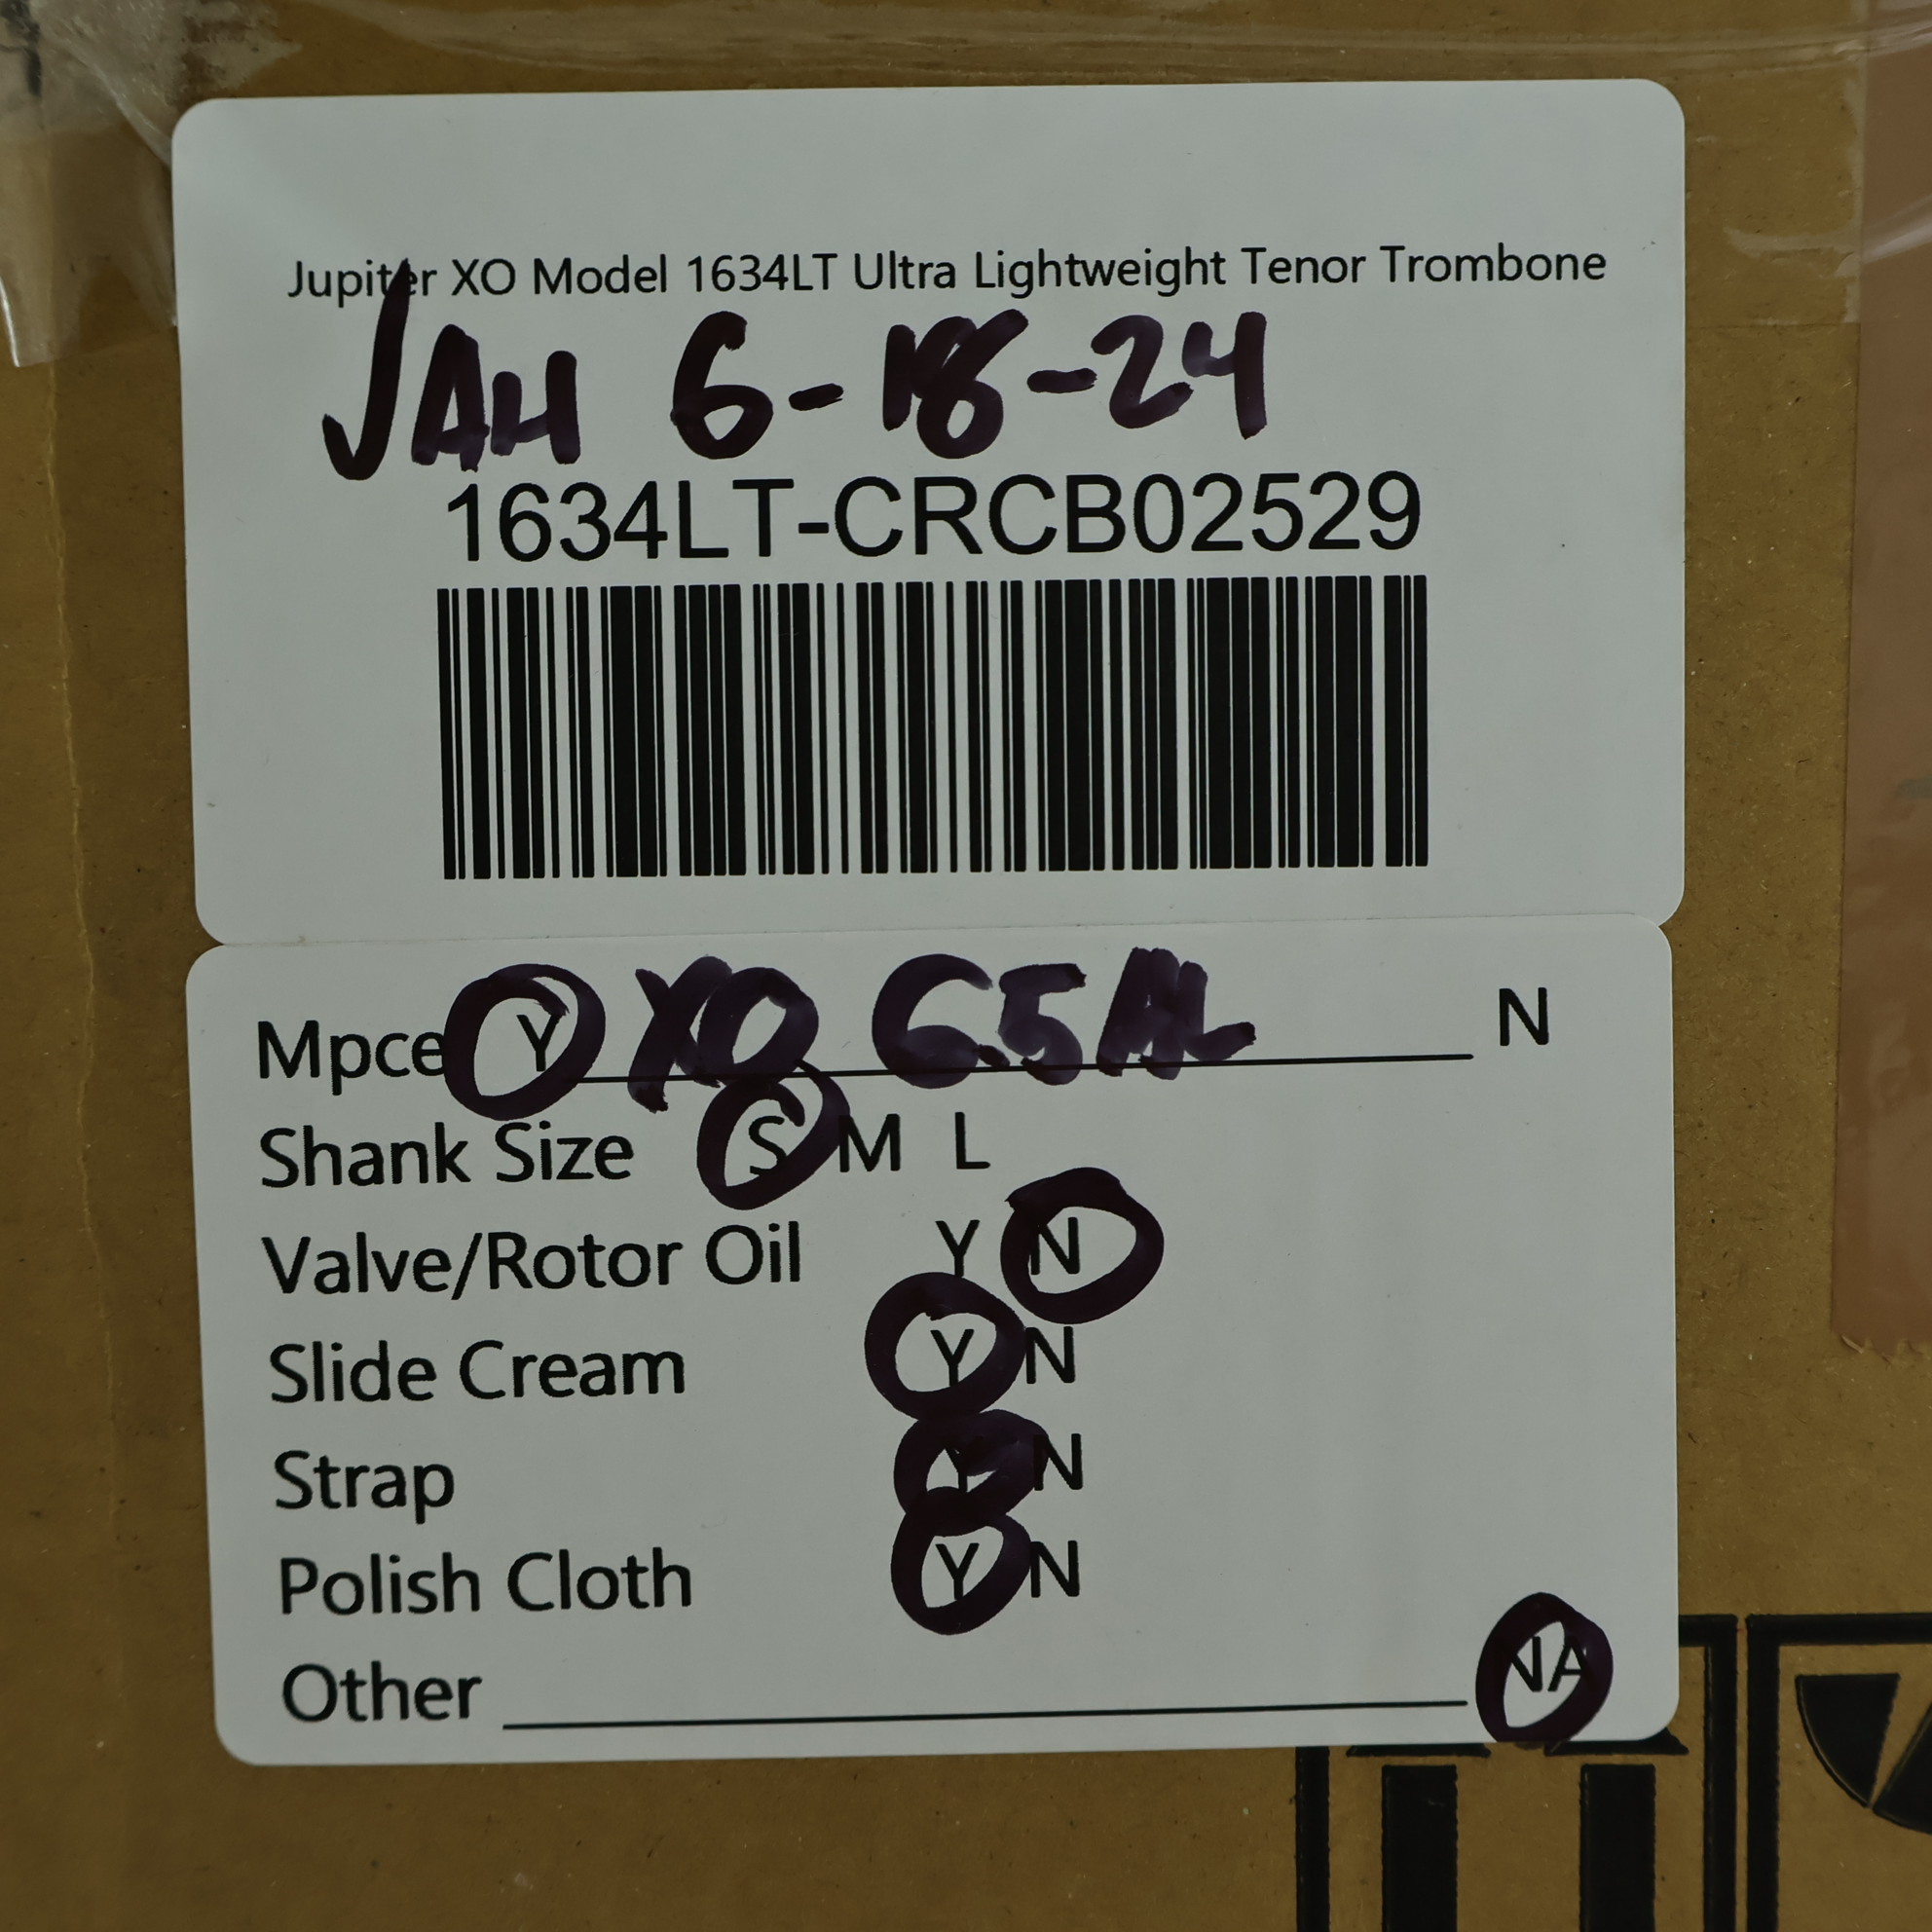 Jupiter XO Model 1634LT Ultra Lightweight Tenor Trombone
JAH 6-18-24
1634LT-CRCB02529
Mpce Y XO 6.5AL N
Shank Size S M L
Valve/Rotor Oil Y N
Slide Cream Y N
Strap Y N
Polish Cloth Y N
Other NA